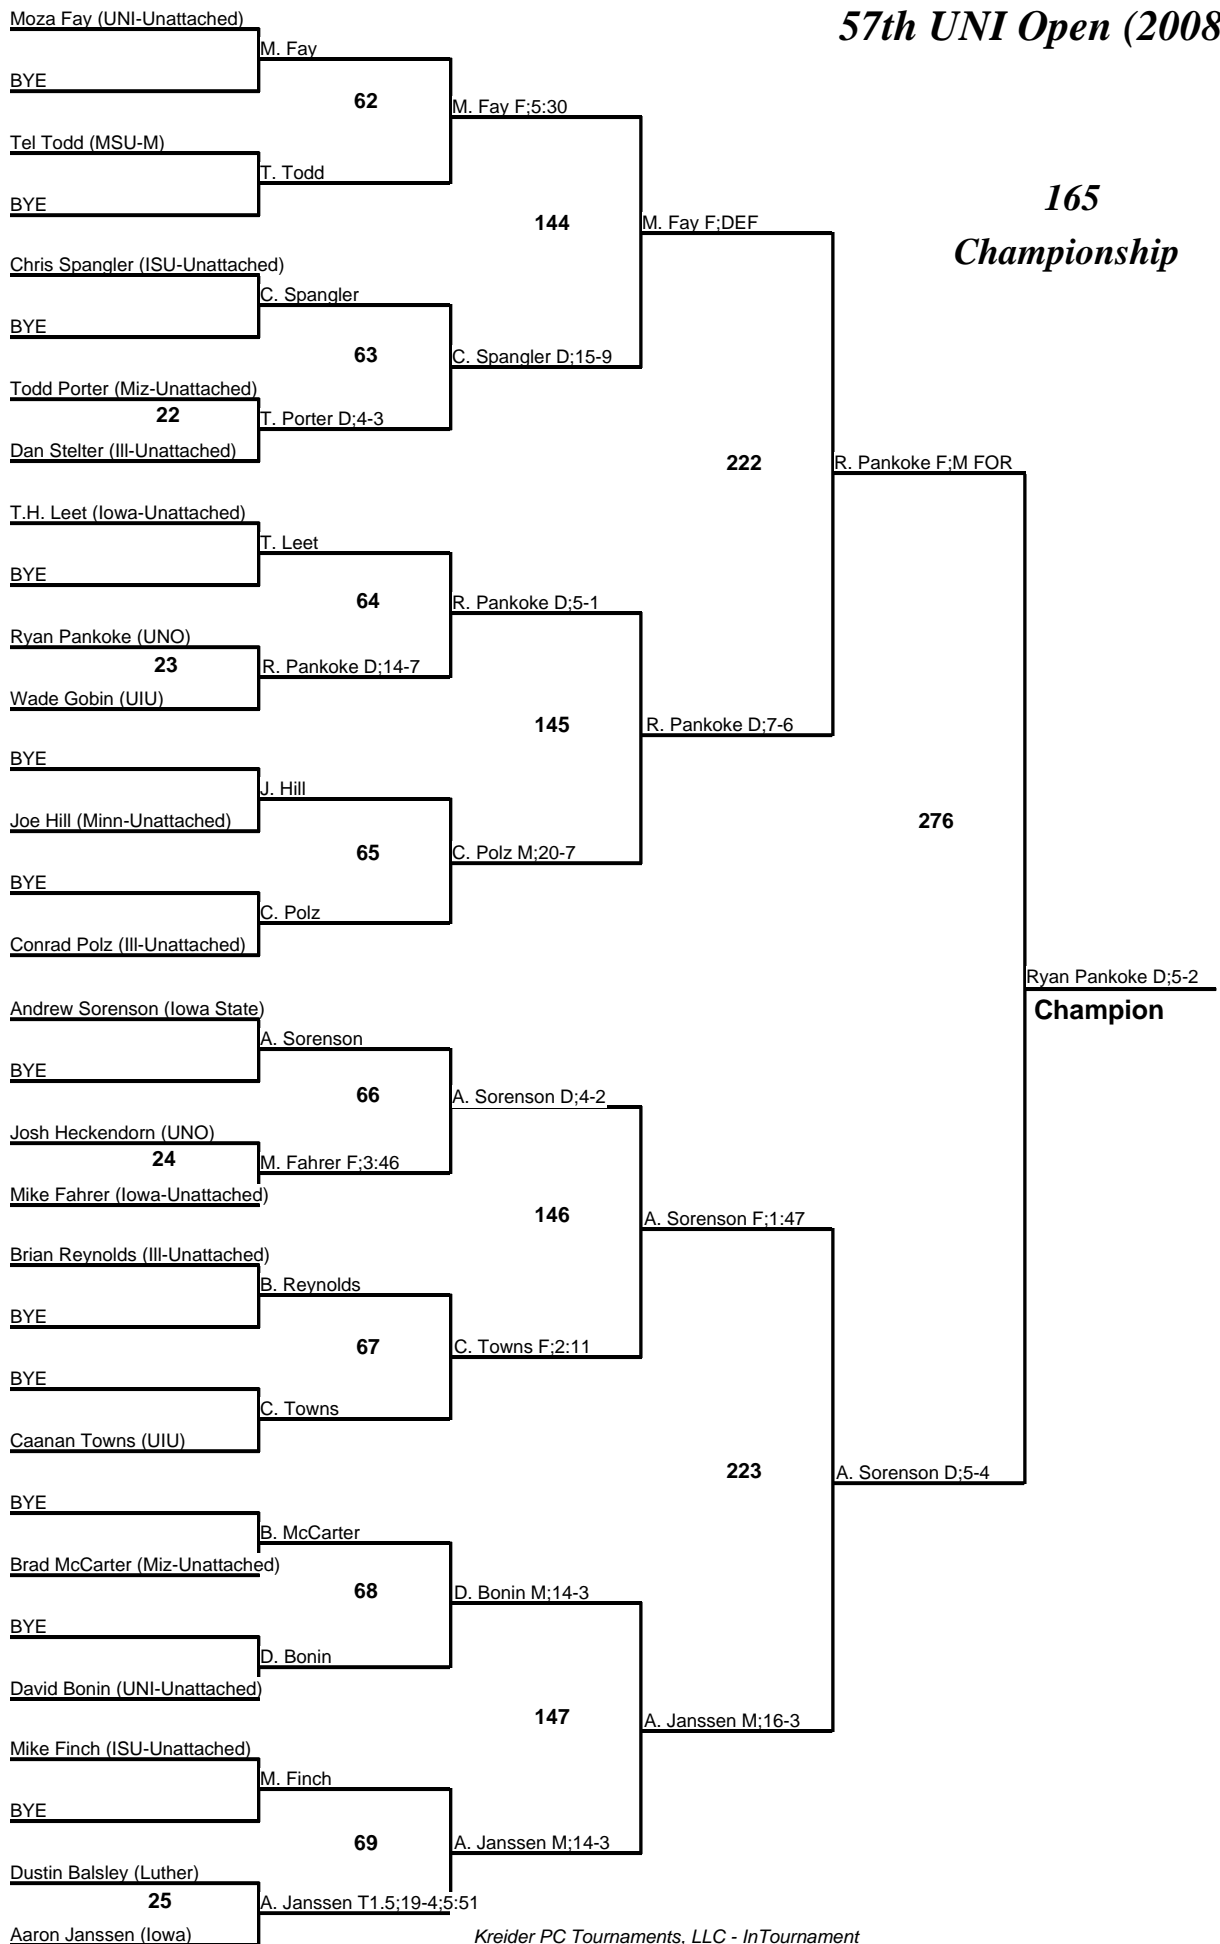 57th UNI Open (2008
165
Championship
Moza Fay (UNI-Unattached)
M. Fay
BYE
62
M. Fay F;5:30
Tel Todd (MSU-M)
T. Todd
BYE
144
M. Fay F;DEF
Chris Spangler (ISU-Unattached)
C. Spangler
BYE
63
C. Spangler D;15-9
Todd Porter (Miz-Unattached)
22
T. Porter D;4-3
Dan Stelter (Ill-Unattached)
222
R. Pankoke F;M FOR
T.H. Leet (Iowa-Unattached)
T. Leet
BYE
64
R. Pankoke D;5-1
Ryan Pankoke (UNO)
23
R. Pankoke D;14-7
Wade Gobin (UIU)
145
R. Pankoke D;7-6
BYE
J. Hill
Joe Hill (Minn-Unattached)
276
65
C. Polz M;20-7
BYE
C. Polz
Conrad Polz (Ill-Unattached)
Ryan Pankoke D;5-2
Champion
Andrew Sorenson (Iowa State)
A. Sorenson
BYE
66
A. Sorenson D;4-2
Josh Heckendorn (UNO)
24
M. Fahrer F;3:46
Mike Fahrer (Iowa-Unattached)
146
A. Sorenson F;1:47
Brian Reynolds (Ill-Unattached)
B. Reynolds
BYE
67
C. Towns F;2:11
BYE
C. Towns
Caanan Towns (UIU)
223
A. Sorenson D;5-4
BYE
B. McCarter
Brad McCarter (Miz-Unattached)
68
D. Bonin M;14-3
BYE
D. Bonin
David Bonin (UNI-Unattached)
147
A. Janssen M;16-3
Mike Finch (ISU-Unattached)
M. Finch
BYE
69
A. Janssen M;14-3
Dustin Balsley (Luther)
25
A. Janssen T1.5;19-4;5:51
Aaron Janssen (Iowa)
Kreider PC Tournaments, LLC - InTournament